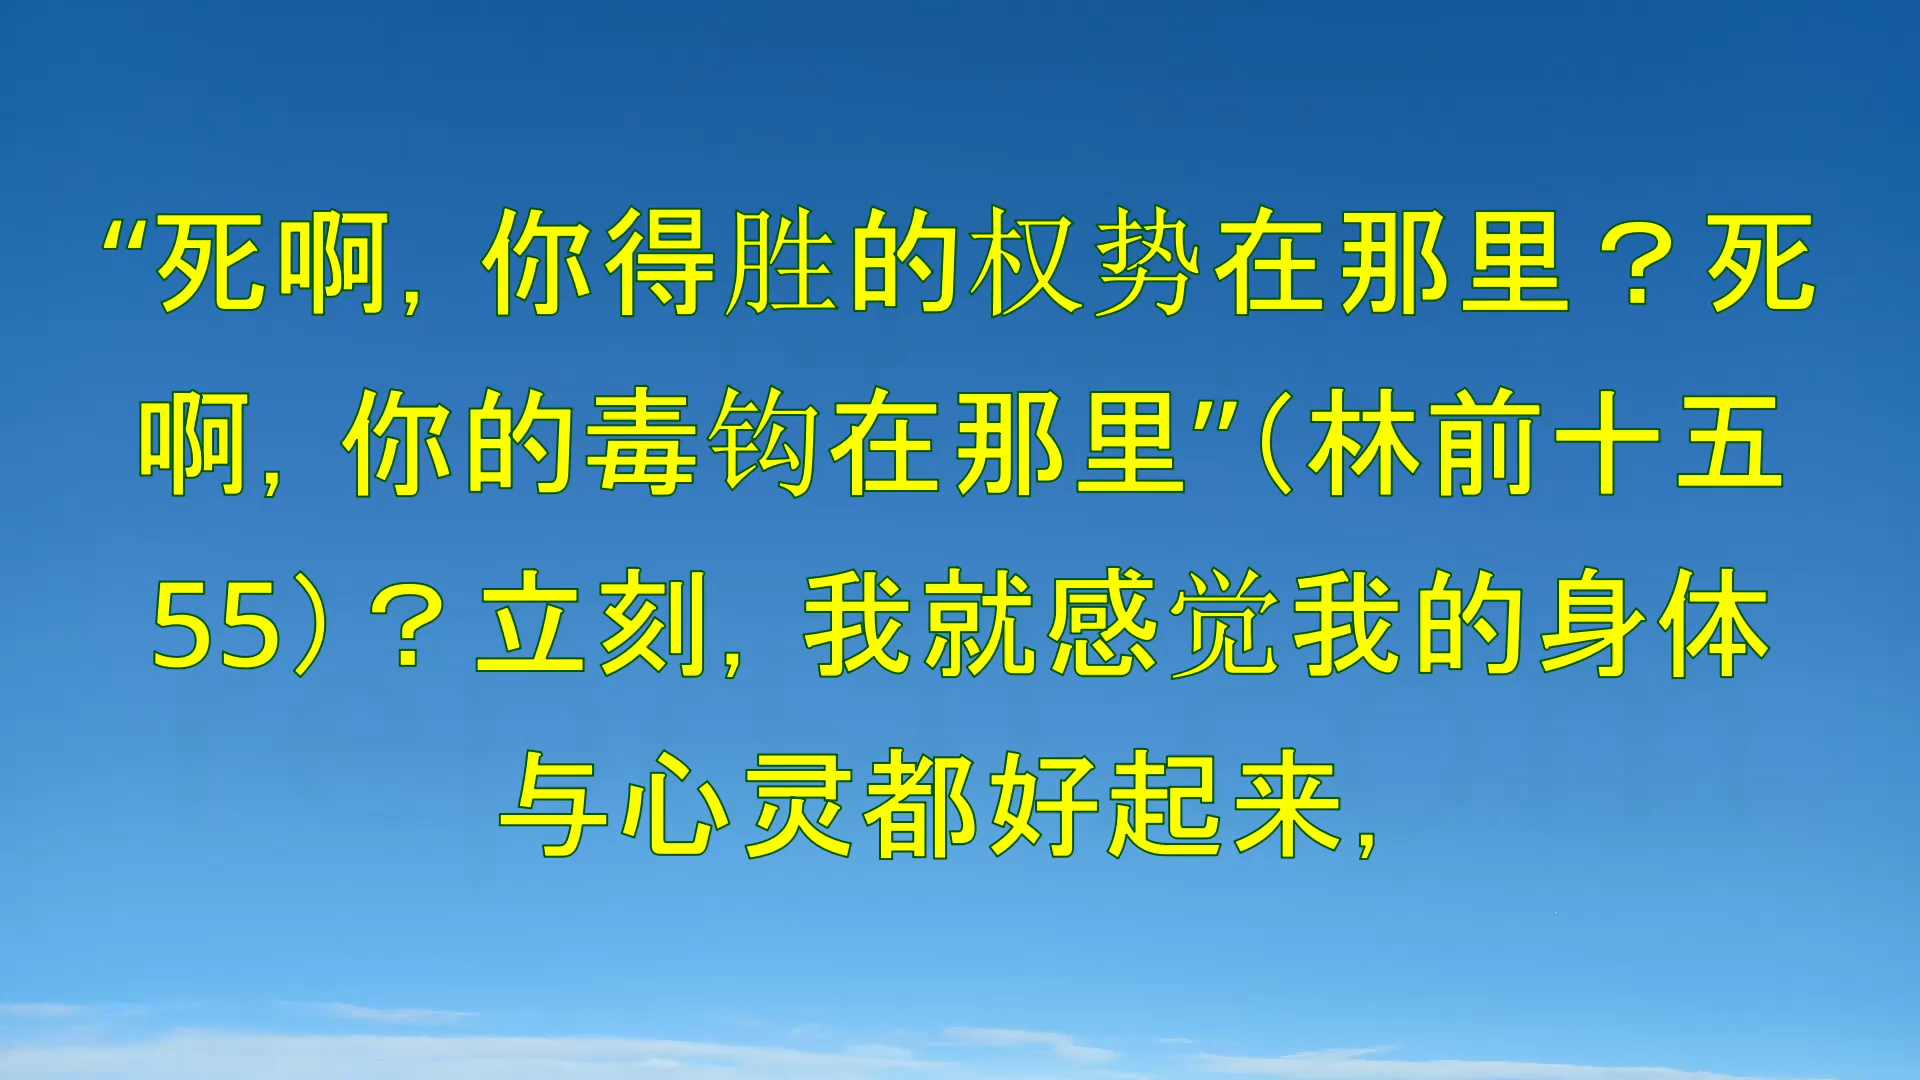 “死啊, 你得胜的权势在那里？死
啊, 你的毒钩在那里”(林前十五
55)？立刻, 我就感觉我的身体
与心灵都好起来,